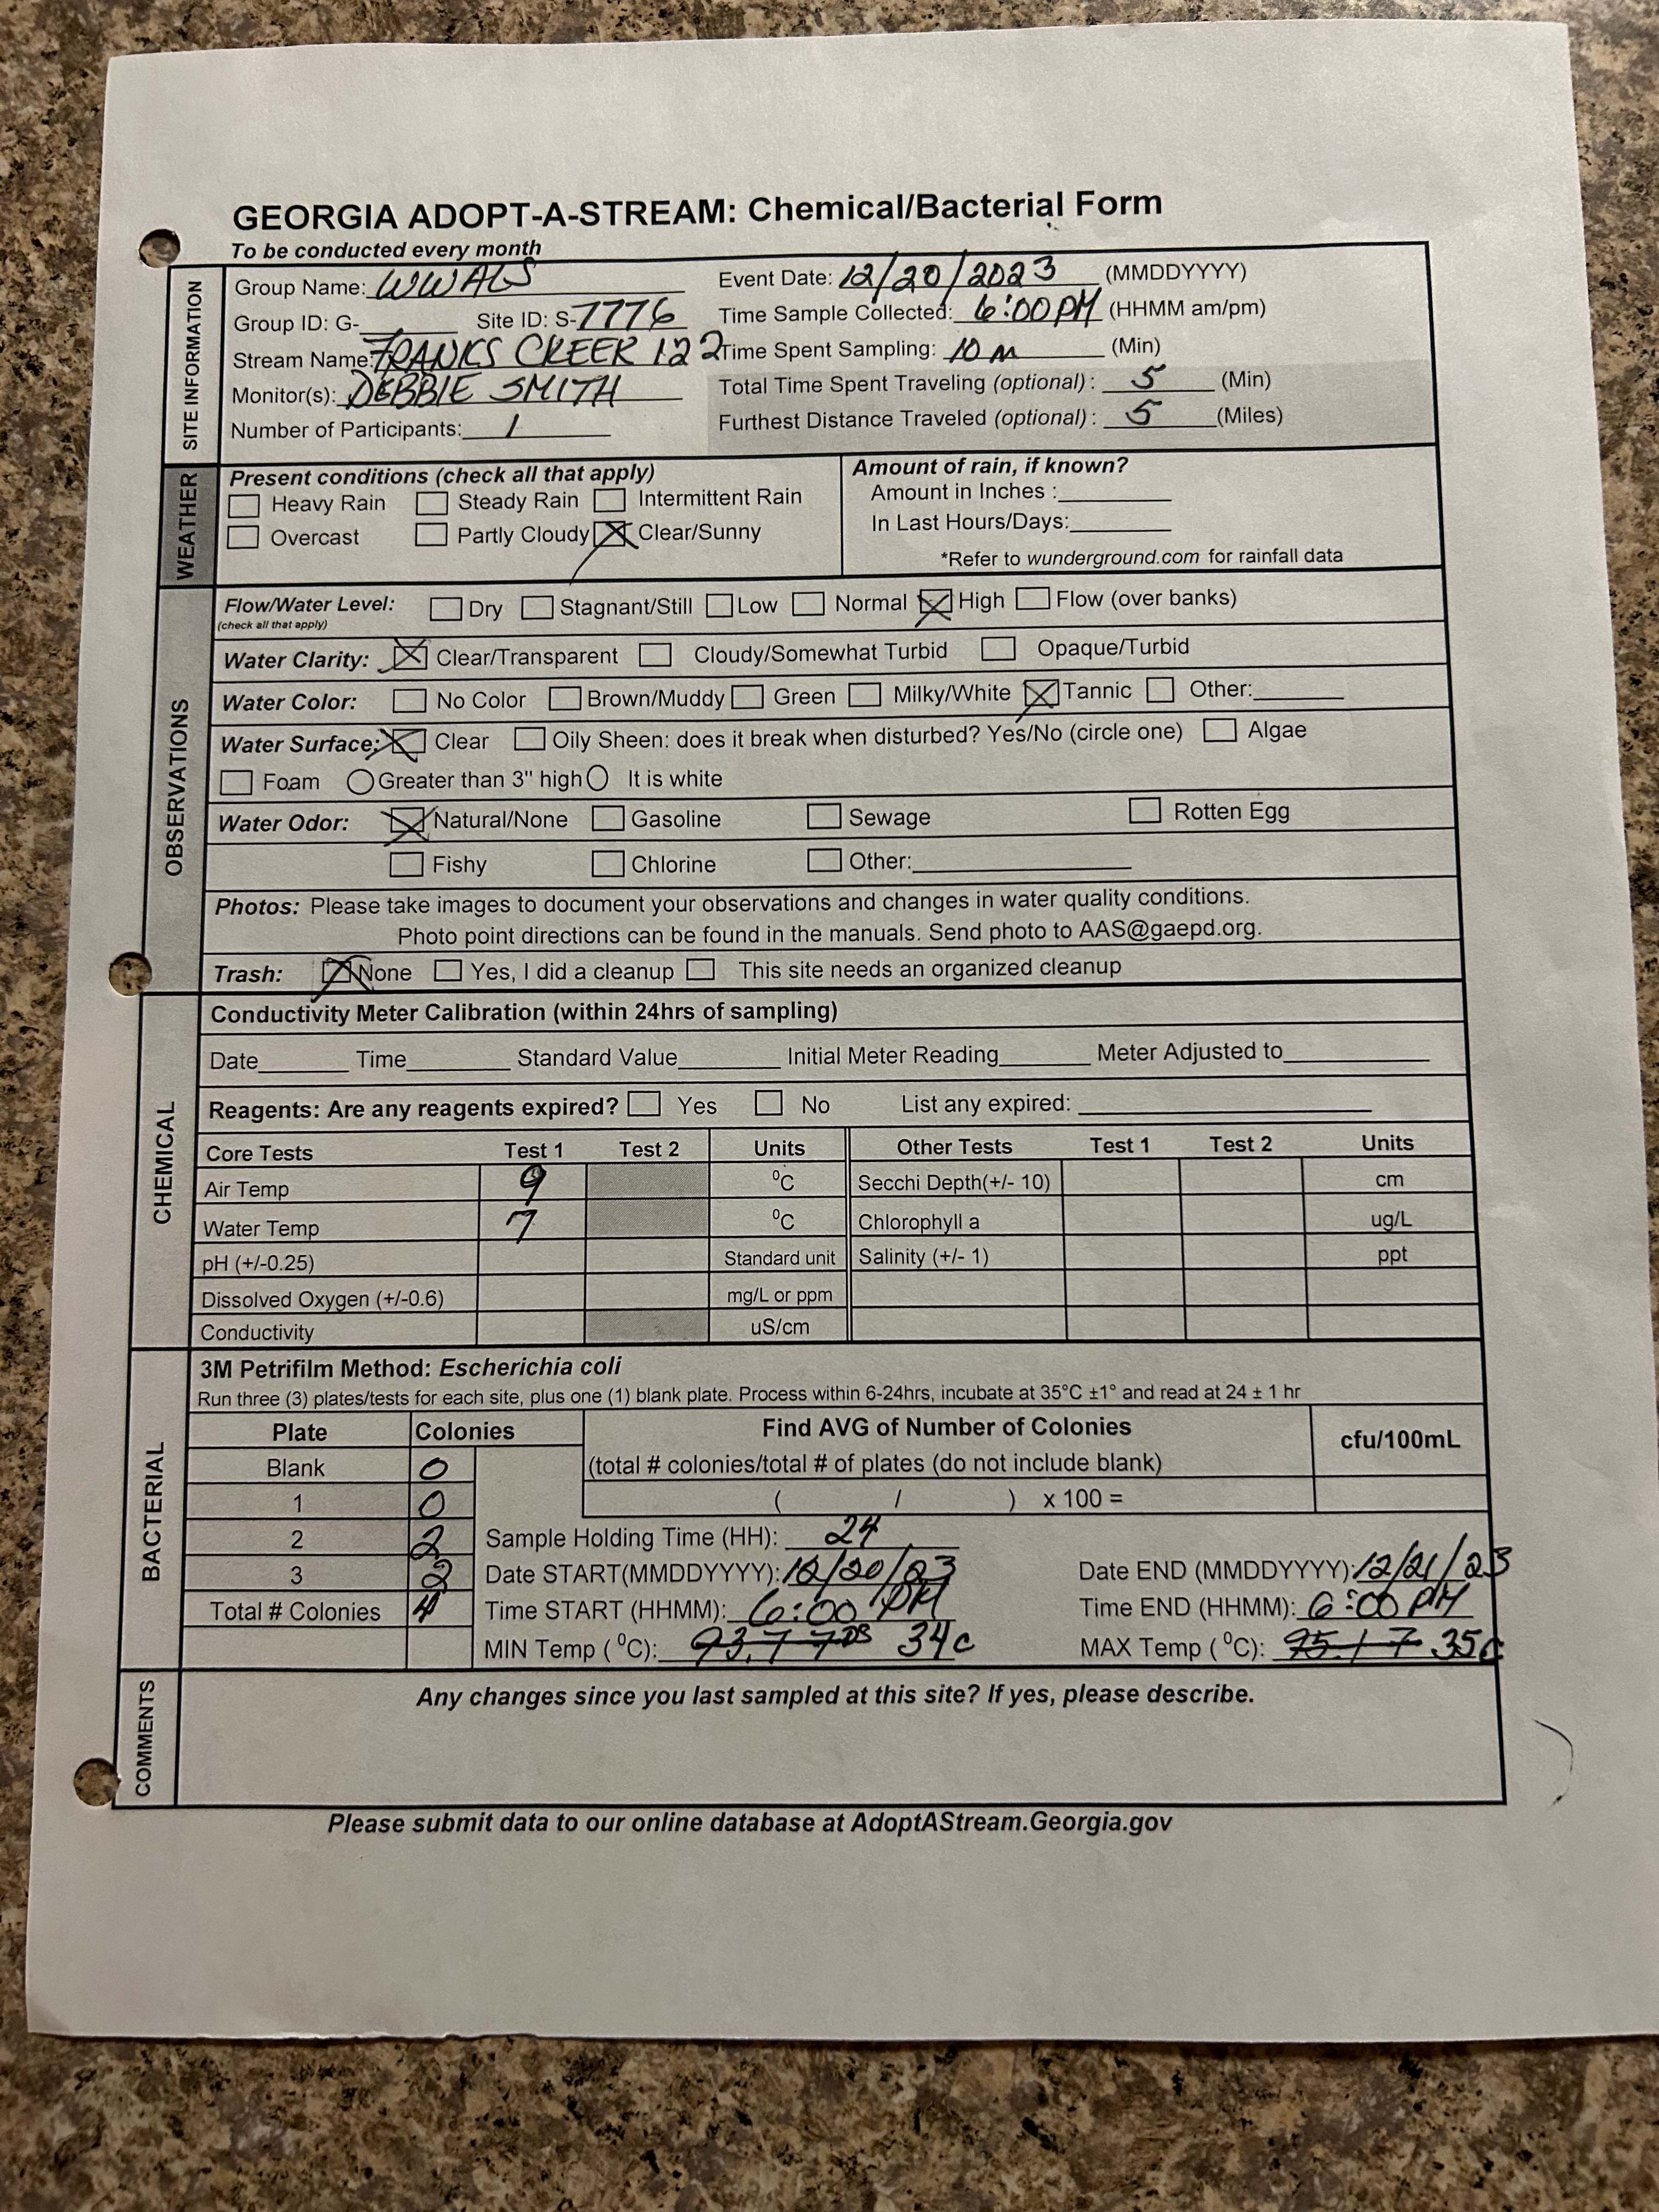 GEORGIA ADOPT-A-STREAM: Chemical/Bacterial Form
To be conducted every month
SITE INFORMATION
Group Name: WWALS Event Date: 12/20/2023 (MMDDYYYY)
Group ID: G-______ Site ID: S-7776 Time Sample Collected: 6:00 PM (HHMM am/pm)
Stream Name: FRANKS CREEK 122 Time Spent Sampling: 10 m (Min)
Monitor(s): DEBBIE SMITH Total Time Spent Traveling (optional): 5 (Min)
Number of Participants: 1 Furthest Distance Traveled (optional): 5 (Miles)
WEATHER
Present conditions (check all that apply) Amount of rain, if known?
☐ Heavy Rain ☐ Steady Rain ☐ Intermittent Rain Amount in Inches :______
☐ Overcast ☐ Partly Cloudy ☒ Clear/Sunny In Last Hours/Days:______
*Refer to wunderground.com for rainfall data
OBSERVATIONS
Flow/Water Level: ☐ Dry ☐ Stagnant/Still ☐ Low ☐ Normal ☒ High ☐ Flow (over banks)
(check all that apply)
Water Clarity: ☒ Clear/Transparent ☐ Cloudy/Somewhat Turbid ☐ Opaque/Turbid
Water Color: ☐ No Color ☐ Brown/Muddy ☐ Green ☐ Milky/White ☒ Tannic ☐ Other:______
Water Surface: ☒ Clear ☐ Oily Sheen: does it break when disturbed? Yes/No (circle one) ☐ Algae
☐ Foam ○ Greater than 3" high ○ It is white
Water Odor: ☒ Natural/None ☐ Gasoline ☐ Sewage ☐ Rotten Egg
☐ Fishy ☐ Chlorine ☐ Other:______
Photos: Please take images to document your observations and changes in water quality conditions.
Photo point directions can be found in the manuals. Send photo to AAS@gaepd.org.
Trash: ☒ None ☐ Yes, I did a cleanup ☐ This site needs an organized cleanup
CHEMICAL
Conductivity Meter Calibration (within 24hrs of sampling)
Date______ Time______ Standard Value______ Initial Meter Reading______ Meter Adjusted to______
Reagents: Are any reagents expired? ☐ Yes ☐ No List any expired: ______
Core Tests Test 1 Test 2 Units Other Tests Test 1 Test 2 Units
Air Temp 9 ⁰C Secchi Depth(+/- 10) cm
Water Temp 7 ⁰C Chlorophyll a ug/L
pH (+/-0.25) Standard unit Salinity (+/- 1) ppt
Dissolved Oxygen (+/-0.6) mg/L or ppm
Conductivity uS/cm
BACTERIAL
3M Petrifilm Method: Escherichia coli
Run three (3) plates/tests for each site, plus one (1) blank plate. Process within 6-24hrs, incubate at 35°C ±1° and read at 24 ± 1 hr
Plate Colonies Find AVG of Number of Colonies cfu/100mL
Blank 0 (total # colonies/total # of plates (do not include blank)
1 0 ( / ) x 100 =
2 2 Sample Holding Time (HH): 24
3 2 Date START(MMDDYYYY): 12/20/23 Date END (MMDDYYYY): 12/21/23
Total # Colonies 4 Time START (HHMM): 6:00 PM Time END (HHMM): 6:00 PM
MIN Temp (⁰C): 34c MAX Temp (⁰C): 35c
COMMENTS
Any changes since you last sampled at this site? If yes, please describe.
Please submit data to our online database at AdoptAStream.Georgia.gov